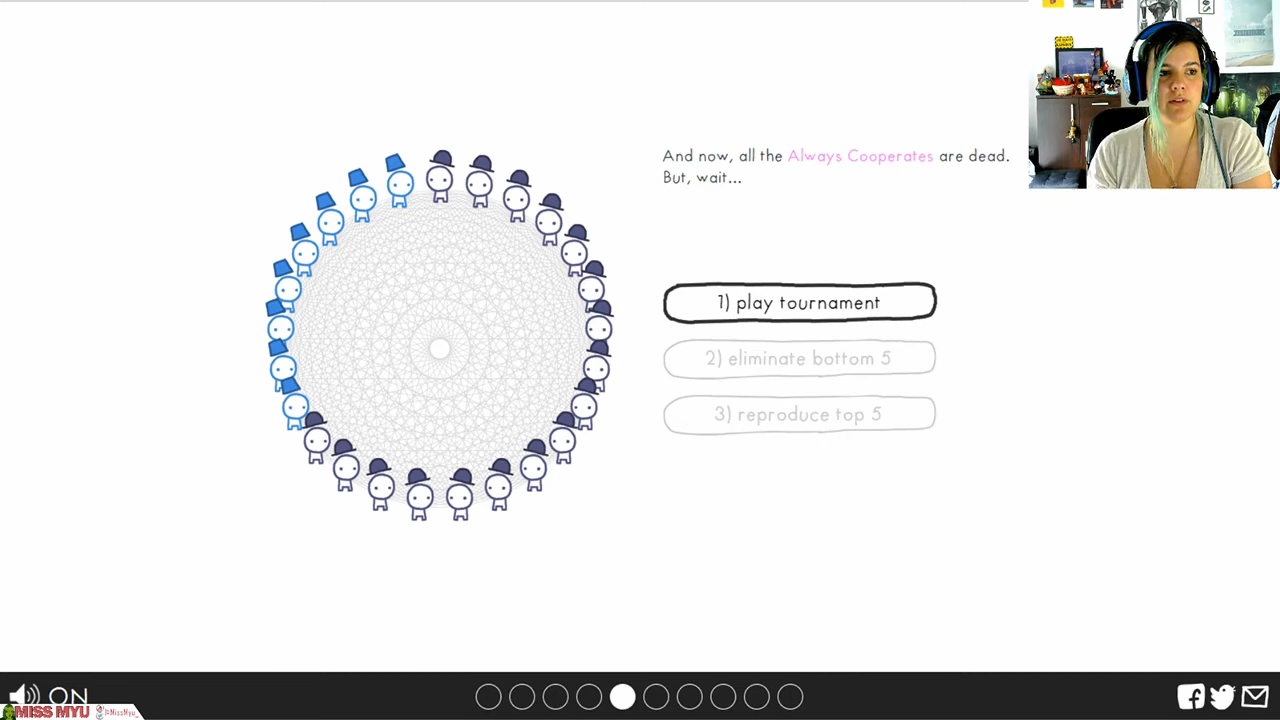 And now, all the Always Cooperates are dead.
But, wait...
1) play tournament
2) eliminate bottom 5
3) reproduce top 5
ON
MISS MYU
@MissMyu_